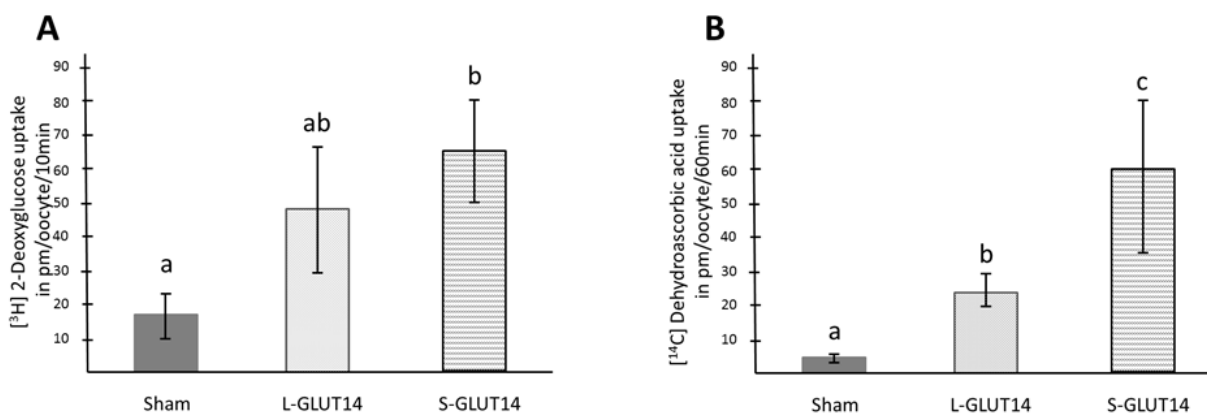 A
[³H] 2-Deoxyglucose uptake
in pm/oocyte/10min
90
80
70
60
50
40
30
20
10
a
ab
b
Sham
L-GLUT14
S-GLUT14
B
[¹⁴C] Dehydroascorbic acid uptake
in pm/oocyte/60min
90
80
70
60
50
40
30
20
10
a
b
c
Sham
L-GLUT14
S-GLUT14